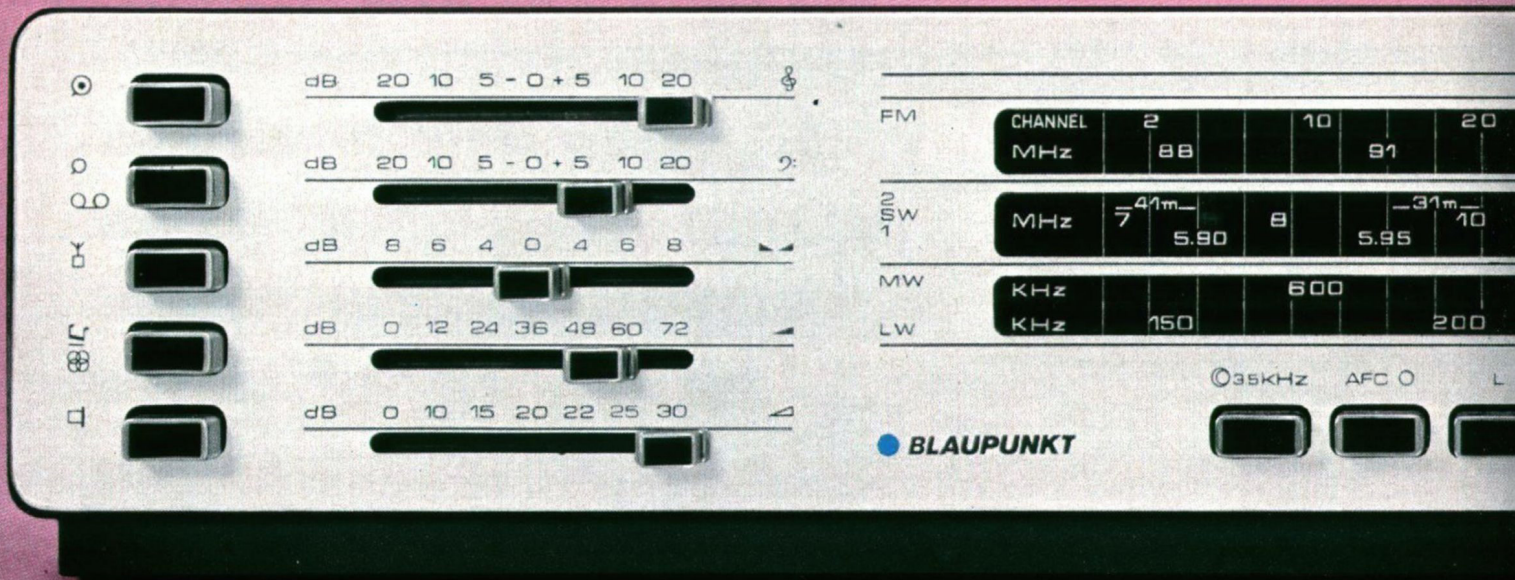 dB 20 10 5 - 0 + 5 10 20
dB 20 10 5 - 0 + 5 10 20
dB 8 6 4 0 4 6 8
dB 0 12 24 36 48 60 72
dB 0 10 15 20 22 25 30
FM
CHANNEL 2 10 20
MHz 88 91
2
SW
1
—41m— —31m—
MHz 7 8 10
5.90 5.95
MW
KHz 600
LW
KHz 150 200
35KHz AFC L
BLAUPUNKT